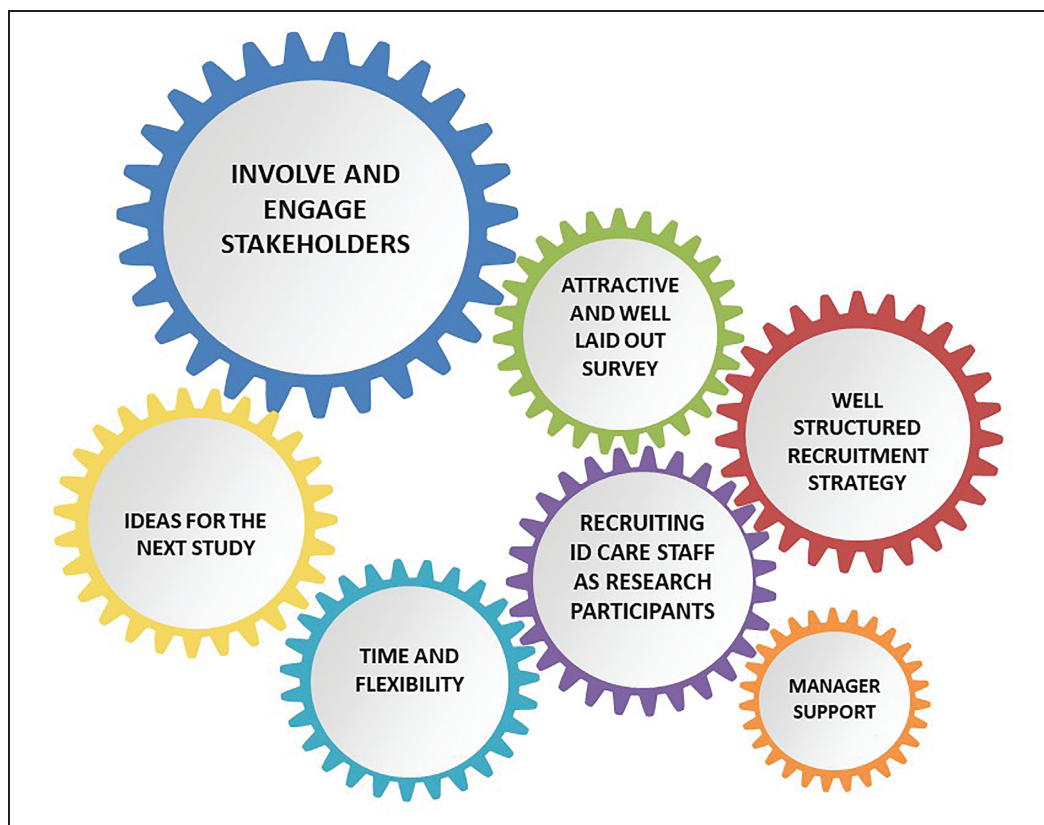 INVOLVE AND
ENGAGE
STAKEHOLDERS
ATTRACTIVE
AND WELL
LAID OUT
SURVEY
WELL
STRUCTURED
RECRUITMENT
STRATEGY
IDEAS FOR THE
NEXT STUDY
RECRUITING
ID CARE STAFF
AS RESEARCH
PARTICIPANTS
TIME AND
FLEXIBILITY
MANAGER
SUPPORT